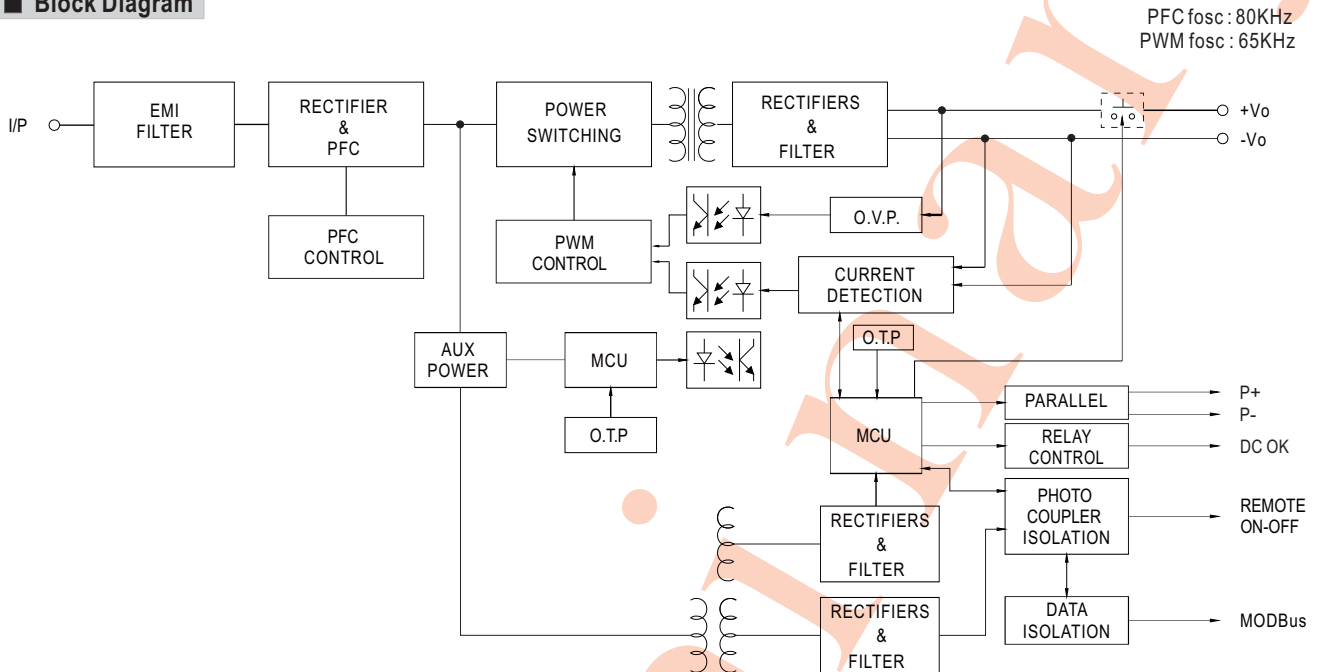 ■ Block Diagram
PFC fosc : 80KHz
PWM fosc : 65KHz
I/P
EMI
FILTER
RECTIFIER
&
PFC
POWER
SWITCHING
RECTIFIERS
&
FILTER
+Vo
-Vo
PFC
CONTROL
PWM
CONTROL
O.V.P.
CURRENT
DETECTION
AUX
POWER
MCU
O.T.P
O.T.P
MCU
PARALLEL
P+
P-
RELAY
CONTROL
DC OK
PHOTO
COUPLER
ISOLATION
REMOTE
ON-OFF
RECTIFIERS
&
FILTER
DATA
ISOLATION
MODBus
RECTIFIERS
&
FILTER